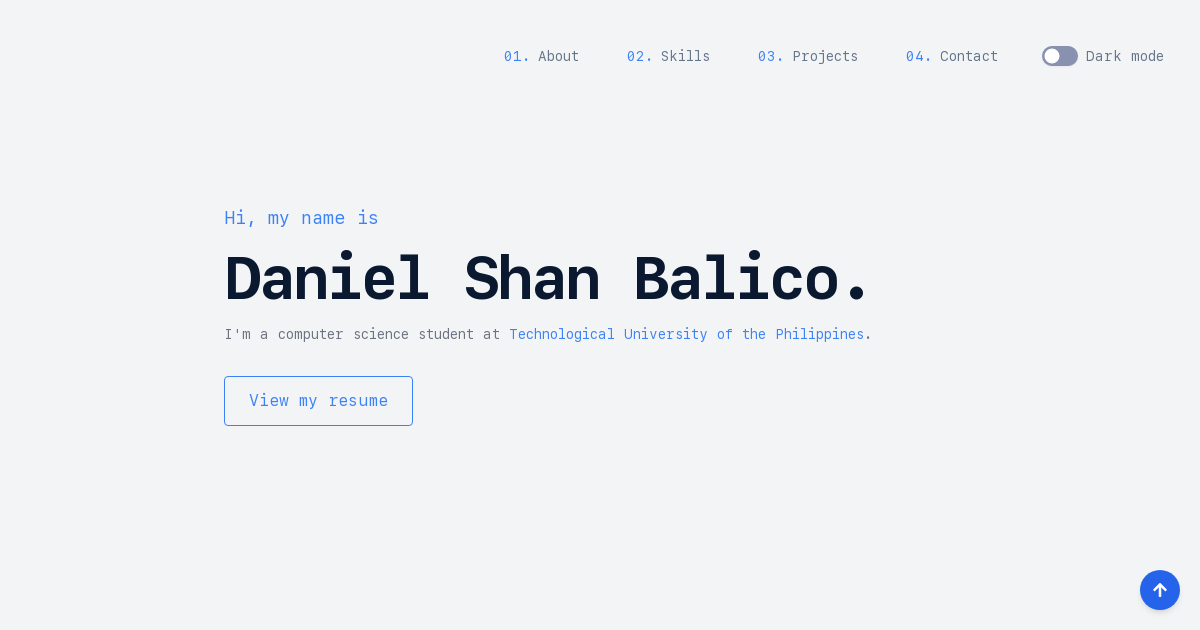 01. About 02. Skills 03. Projects 04. Contact Dark mode
Hi, my name is
Daniel Shan Balico.
I'm a computer science student at Technological University of the Philippines.
View my resume